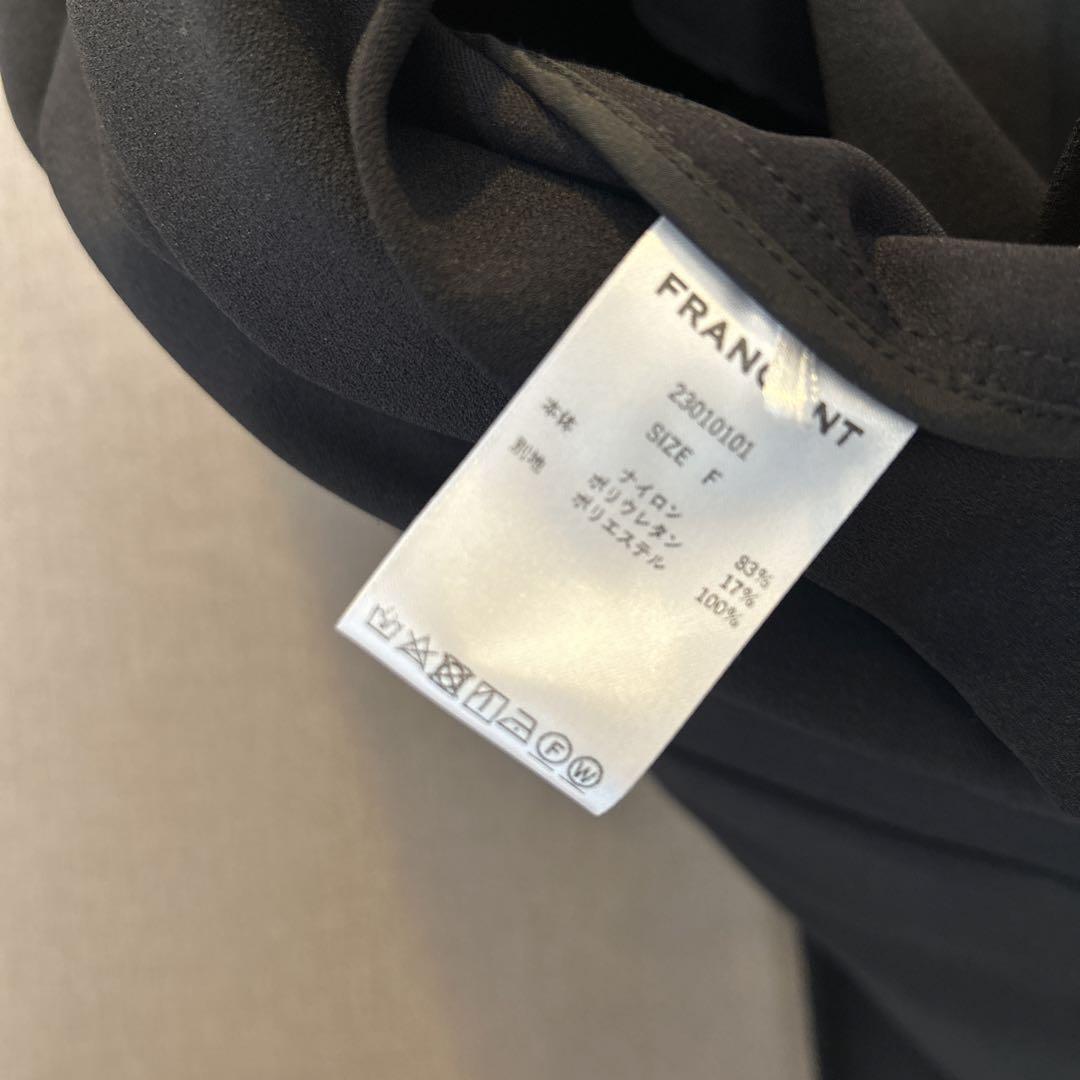 FRANC NT
23010101
SIZE F
本体 ナイロン 83%
ポリウレタン 17%
別地 ポリエステル 100%
F W